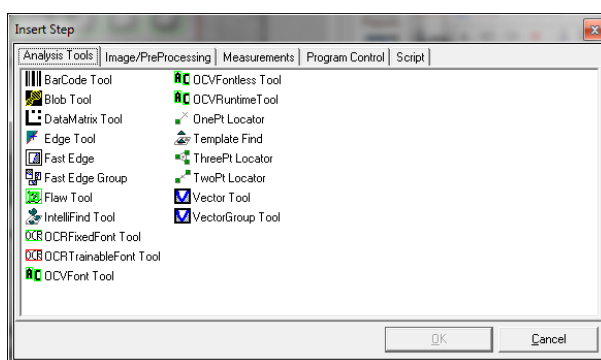 Insert Step
Analysis Tools Image/PreProcessing Measurements Program Control Script
BarCode Tool
Blob Tool
DataMatrix Tool
Edge Tool
Fast Edge
Fast Edge Group
Flaw Tool
IntelliFind Tool
OCRFixedFont Tool
OCRTrainableFont Tool
OCVFont Tool
OCVFontless Tool
OCVRuntimeTool
OnePt Locator
Template Find
ThreePt Locator
TwoPt Locator
Vector Tool
VectorGroup Tool
OK Cancel